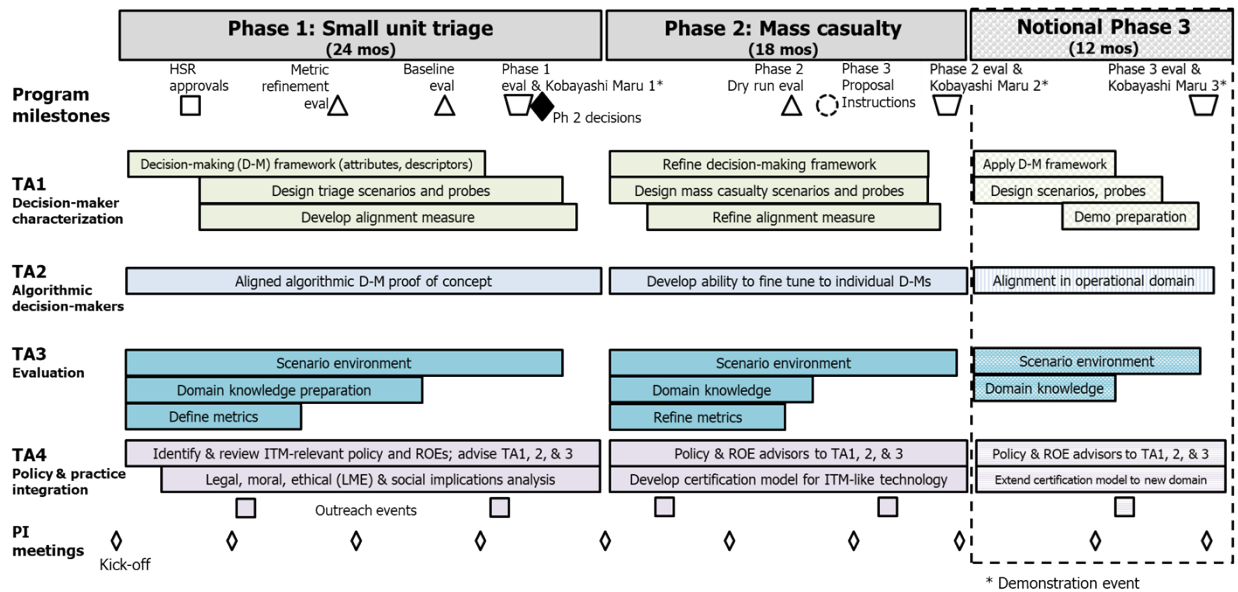 Phase 1: Small unit triage
(24 mos)
Phase 2: Mass casualty
(18 mos)
Notional Phase 3
(12 mos)
Program
milestones
HSR
approvals
Metric
refinement
eval
Baseline
eval
Phase 1
eval & Kobayashi Maru 1*
Ph 2 decisions
Phase 2
Dry run eval
Phase 3
Proposal
Instructions
Phase 2 eval &
Kobayashi Maru 2*
Phase 3 eval &
Kobayashi Maru 3*
TA1
Decision-maker
characterization
Decision-making (D-M) framework (attributes, descriptors)
Design triage scenarios and probes
Develop alignment measure
Refine decision-making framework
Design mass casualty scenarios and probes
Refine alignment measure
Apply D-M framework
Design scenarios, probes
Demo preparation
TA2
Algorithmic
decision-makers
Aligned algorithmic D-M proof of concept
Develop ability to fine tune to individual D-Ms
Alignment in operational domain
TA3
Evaluation
Scenario environment
Domain knowledge preparation
Define metrics
Scenario environment
Domain knowledge
Refine metrics
Scenario environment
Domain knowledge
TA4
Policy & practice
integration
Identify & review ITM-relevant policy and ROEs; advise TA1, 2, & 3
Legal, moral, ethical (LME) & social implications analysis
Policy & ROE advisors to TA1, 2, & 3
Develop certification model for ITM-like technology
Policy & ROE advisors to TA1, 2, & 3
Extend certification model to new domain
Outreach events
PI
meetings
Kick-off
* Demonstration event